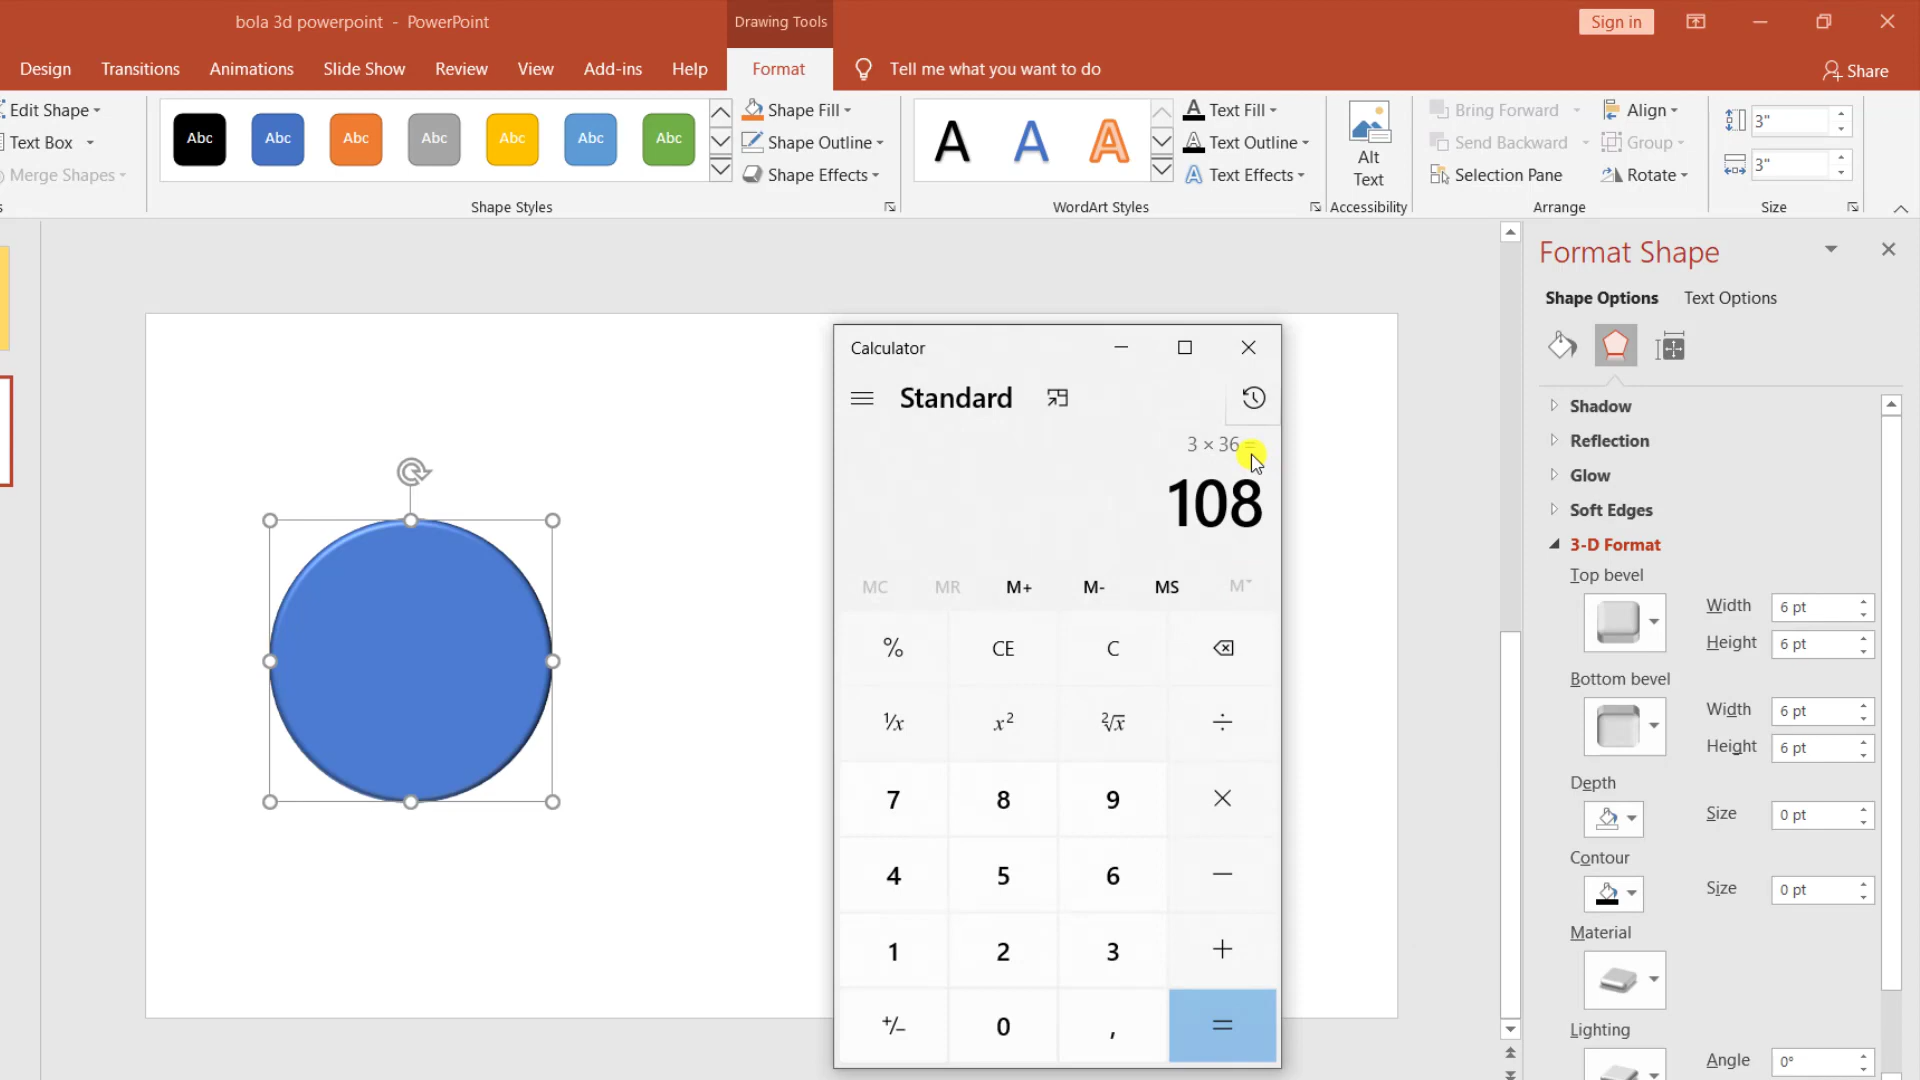 bola 3d powerpoint - PowerPoint
Drawing Tools
Sign in
Design Transitions Animations Slide Show Review View Add-ins Help Format Tell me what you want to do Share
Edit Shape
Text Box
Merge Shapes
Abc Abc Abc Abc Abc Abc Abc
Shape Fill
Shape Outline
Shape Effects
Shape Styles
A A A
Text Fill
Text Outline
Text Effects
WordArt Styles
Alt
Text
Accessibility
Bring Forward
Send Backward
Selection Pane
Align
Group
Rotate
Arrange
3"
3"
Size
Format Shape
Shape Options Text Options
Shadow
Reflection
Glow
Soft Edges
3-D Format
Top bevel
Width 6 pt
Height 6 pt
Bottom bevel
Width 6 pt
Height 6 pt
Depth
Size 0 pt
Contour
Size 0 pt
Material
Lighting
Angle 0°
Calculator
Standard
3 × 36 =
108
MC MR M+ M- MS M˅
% CE C
¹/x x² ²√x ÷
7 8 9 ×
4 5 6 −
1 2 3 +
+/− 0 , =